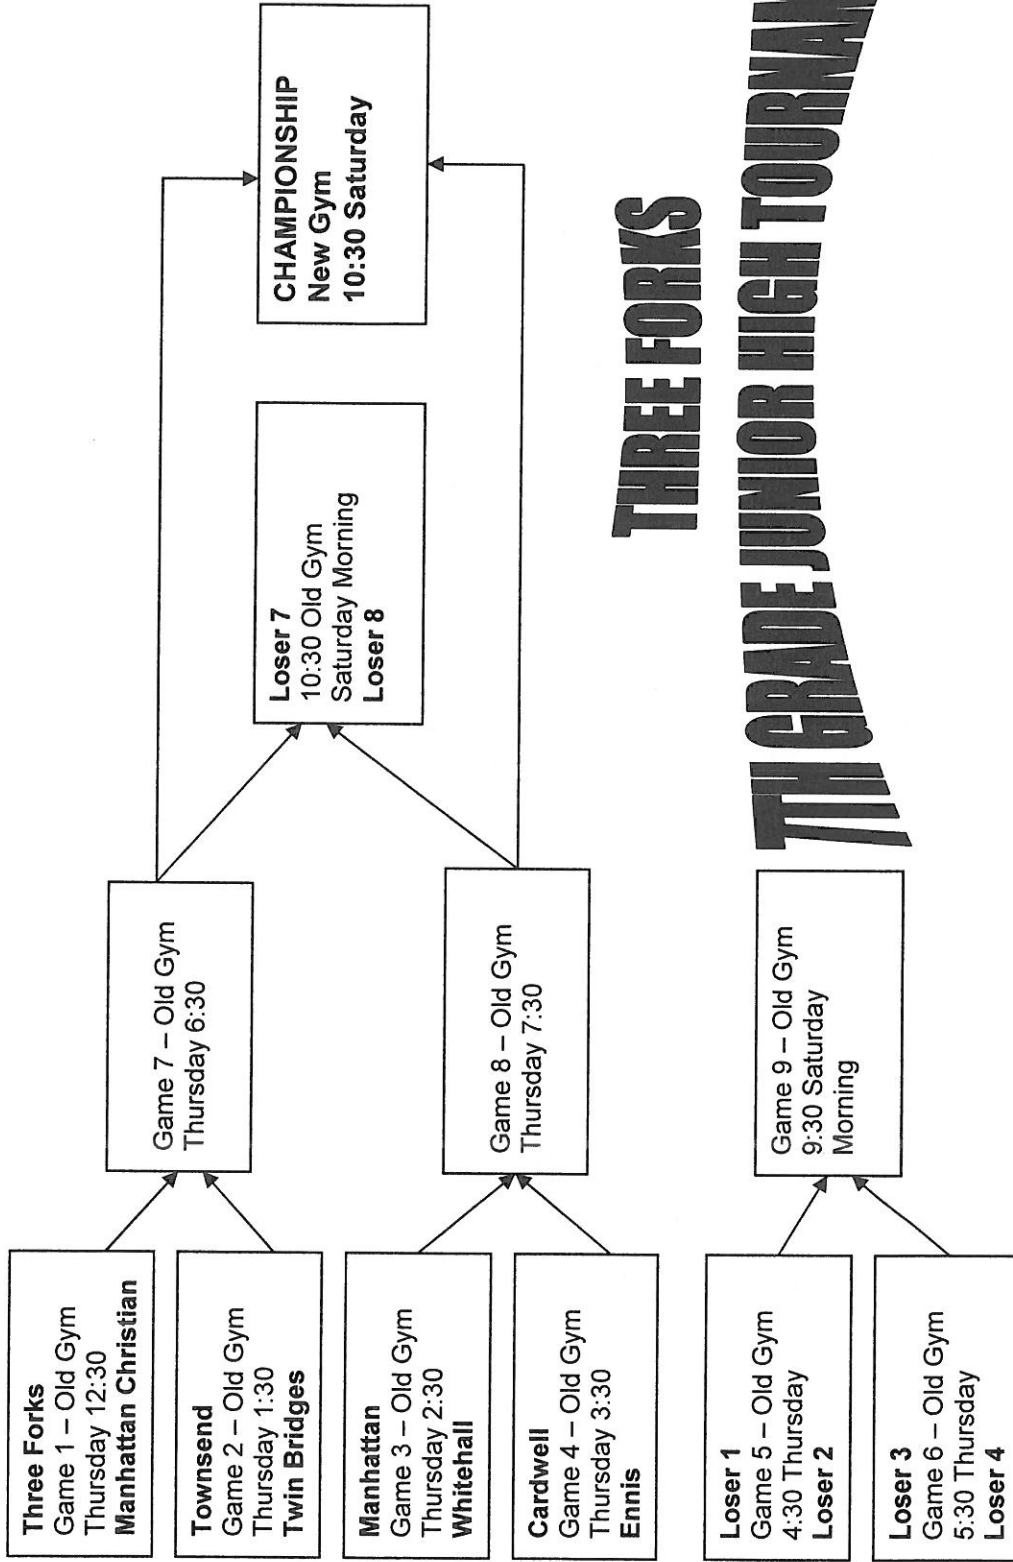 Three Forks
Game 1 – Old Gym
Thursday 12:30
Manhattan Christian
Townsend
Game 2 – Old Gym
Thursday 1:30
Twin Bridges
Manhattan
Game 3 – Old Gym
Thursday 2:30
Whitehall
Cardwell
Game 4 – Old Gym
Thursday 3:30
Ennis
Loser 1
Game 5 – Old Gym
4:30 Thursday
Loser 2
Loser 3
Game 6 – Old Gym
5:30 Thursday
Loser 4
Game 7 – Old Gym
Thursday 6:30
Game 8 – Old Gym
Thursday 7:30
Game 9 – Old Gym
9:30 Saturday
Morning
Loser 7
10:30 Old Gym
Saturday Morning
Loser 8
CHAMPIONSHIP
New Gym
10:30 Saturday
THREE FORKS
7TH GRADE JUNIOR HIGH